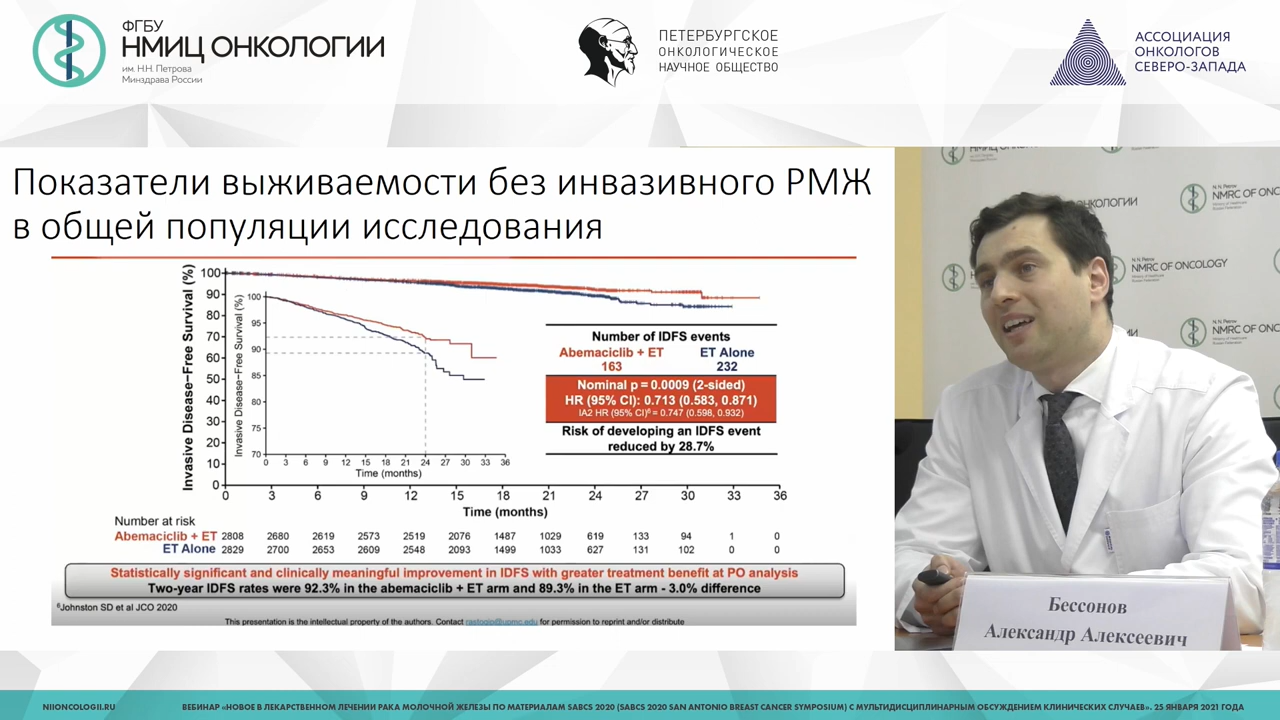 ФГБУ
НМИЦ ОНКОЛОГИИ
им. Н.Н. Петрова
Минздрава России
ПЕТЕРБУРГСКОЕ
ОНКОЛОГИЧЕСКОЕ
НАУЧНОЕ ОБЩЕСТВО
АССОЦИАЦИЯ
ОНКОЛОГОВ
СЕВЕРО-ЗАПАДА
Показатели выживаемости без инвазивного РМЖ
в общей популяции исследования
Invasive Disease–Free Survival (%)
100
90
80
70
60
50
40
30
20
10
0
0 3 6 9 12 15 18 21 24 27 30 33 36
Time (months)
Invasive Disease–Free Survival (%)
100
95
90
85
80
75
70
0 3 6 9 12 15 18 21 24 27 30 33 36
Time (months)
Number of IDFS events
Abemaciclib + ET ET Alone
163 232
Nominal p = 0.0009 (2-sided)
HR (95% CI): 0.713 (0.583, 0.871)
IA2 HR (95% CI)⁶ = 0.747 (0.598, 0.932)
Risk of developing an IDFS event
reduced by 28.7%
Number at risk
Abemaciclib + ET 2808 2680 2619 2573 2519 2076 1487 1029 619 133 94 1 0
ET Alone 2829 2700 2653 2609 2548 2093 1499 1033 627 131 102 0 0
Statistically significant and clinically meaningful improvement in IDFS with greater treatment benefit at PO analysis
Two-year IDFS rates were 92.3% in the abemaciclib + ET arm and 89.3% in the ET arm - 3.0% difference
⁶Johnston SD et al JCO 2020
This presentation is the intellectual property of the authors. Contact rastogip@upmc.edu for permission to reprint and/or distribute
NMRC OF ONCOLOGY
Бессонов
Александр Алексеевич
NIIONCOLOGII.RU
ВЕБИНАР «НОВОЕ В ЛЕКАРСТВЕННОМ ЛЕЧЕНИИ РАКА МОЛОЧНОЙ ЖЕЛЕЗЫ ПО МАТЕРИАЛАМ SABCS 2020 (SABCS 2020 SAN ANTONIO BREAST CANCER SYMPOSIUM) С МУЛЬТИДИСЦИПЛИНАРНЫМ ОБСУЖДЕНИЕМ КЛИНИЧЕСКИХ СЛУЧАЕВ». 25 ЯНВАРЯ 2021 ГОДА